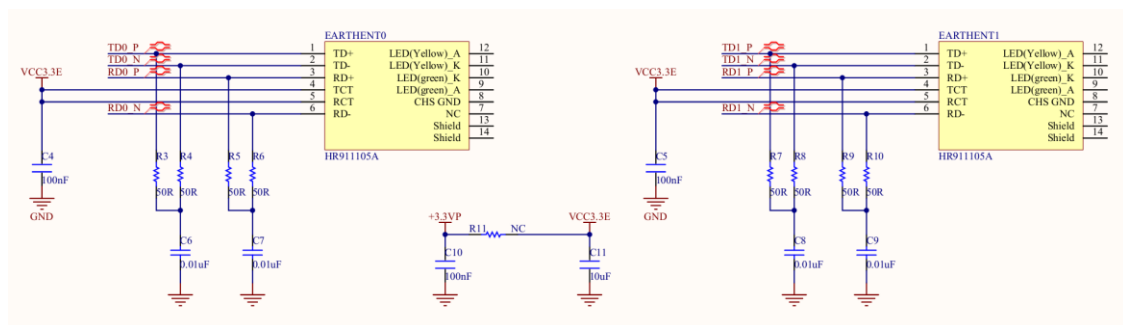 EARTHENT0
TD0_P 1 TD+ LED(Yellow)_A 12
TD0_N 2 TD- LED(Yellow)_K 11
RD0_P 3 RD+ LED(green)_K 10
VCC3.3E 4 TCT LED(green)_A 9
5 RCT CHS GND 8
RD0_N 6 RD- NC 7
Shield 13
Shield 14
HR911105A
C4
100nF
GND
R3 R4 R5 R6
50R 50R 50R 50R
C6 C7
0.01uF 0.01uF
+3.3VP VCC3.3E
R11 NC
C10 C11
100nF 10uF
EARTHENT1
TD1_P 1 TD+ LED(Yellow)_A 12
TD1_N 2 TD- LED(Yellow)_K 11
RD1_P 3 RD+ LED(green)_K 10
VCC3.3E 4 TCT LED(green)_A 9
5 RCT CHS GND 8
RD1_N 6 RD- NC 7
Shield 13
Shield 14
HR911105A
C5
100nF
GND
R7 R8 R9 R10
50R 50R 50R 50R
C8 C9
0.01uF 0.01uF